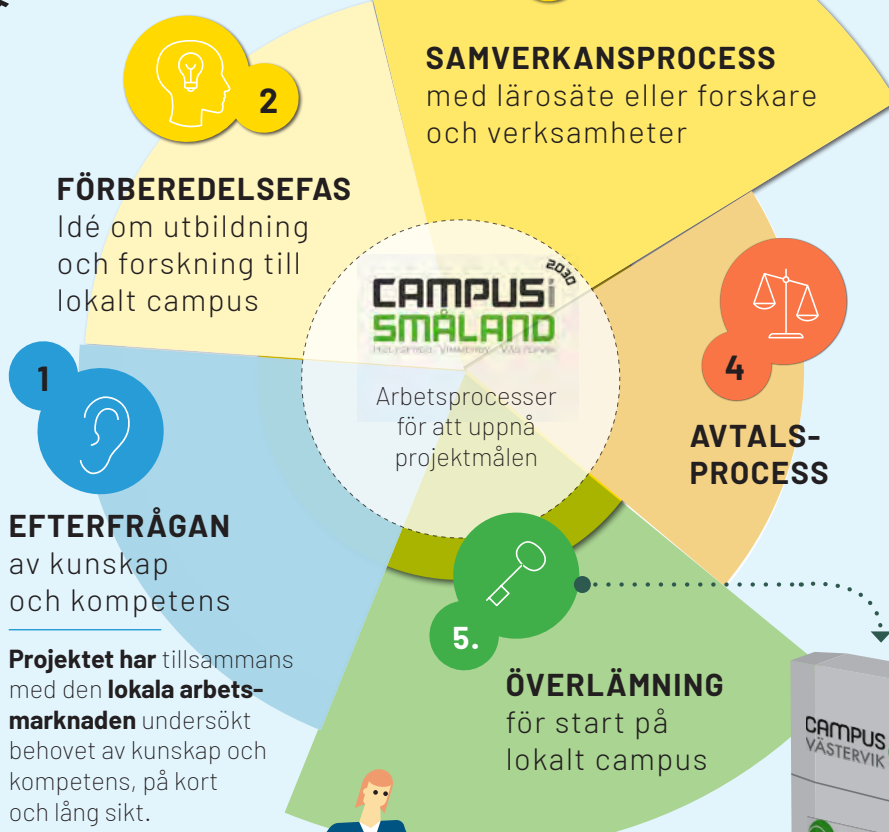 CAMPUS i
SMÅLAND
2030
Arbetsprocesser
för att uppnå
projektmålen
1
EFTERFRÅGAN
av kunskap
och kompetens
Projektet har tillsammans
med den lokala arbets-
marknaden undersökt
behovet av kunskap och
kompetens, på kort
och lång sikt.
2
FÖRBEREDELSEFAS
Idé om utbildning
och forskning till
lokalt campus
SAMVERKANSPROCESS
med lärosäte eller forskare
och verksamheter
4
AVTALS-
PROCESS
5.
ÖVERLÄMNING
för start på
lokalt campus
CAMPUS
VÄSTERVIK